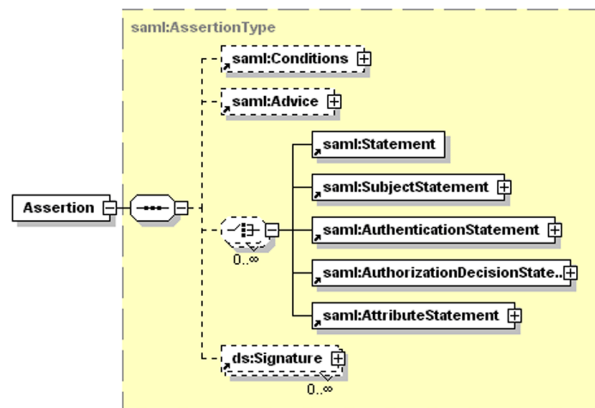 saml:AssertionType
saml:Conditions
saml:Advice
saml:Statement
saml:SubjectStatement
Assertion
saml:AuthenticationStatement
0..∞
saml:AuthorizationDecisionState..
saml:AttributeStatement
ds:Signature
0..∞